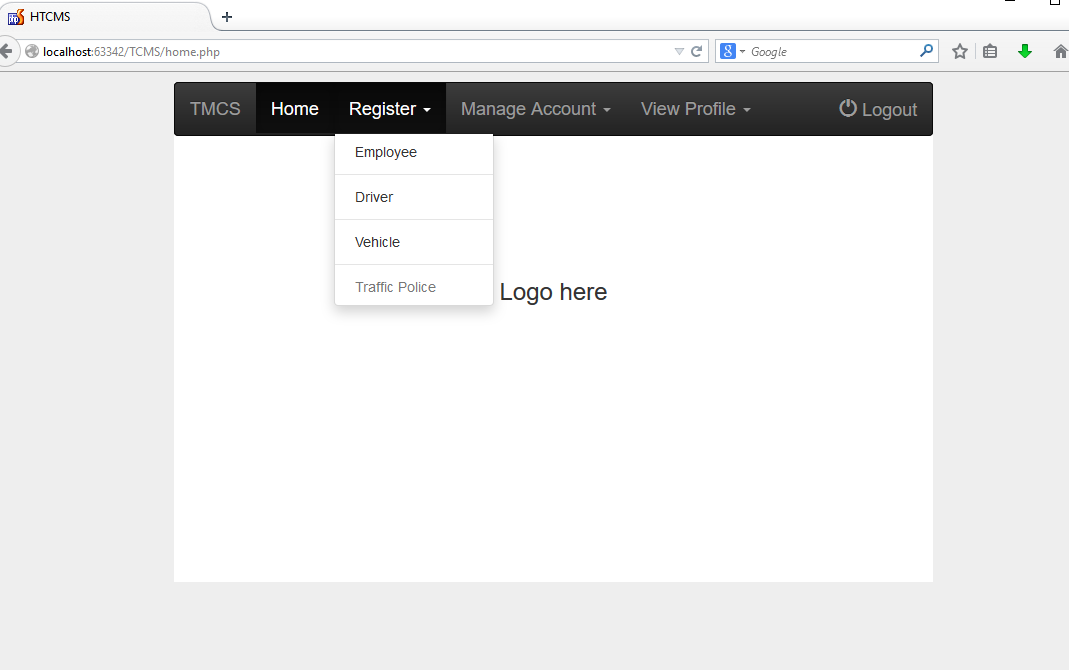 HTCMS
localhost:63342/TCMS/home.php
Google
TMCS Home Register Manage Account View Profile Logout
Employee
Driver
Vehicle
Traffic Police
Logo here